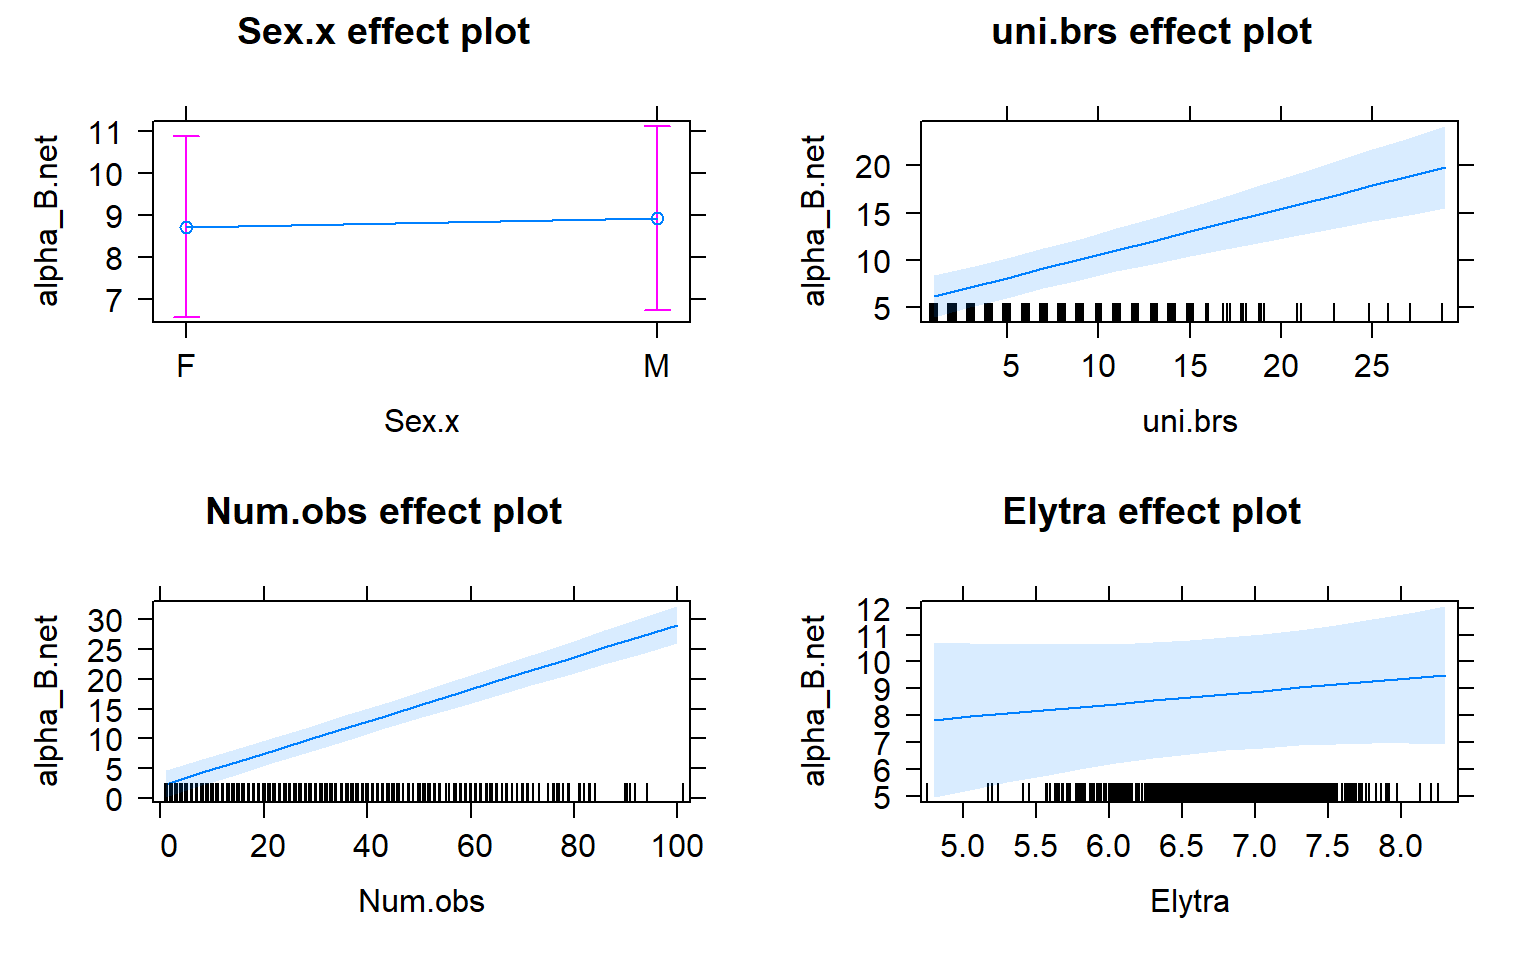 Sex.x effect plot
alpha_B.net
11
10
9
8
7
F M
Sex.x
uni.brs effect plot
alpha_B.net
20
15
10
5
5 10 15 20 25
uni.brs
Num.obs effect plot
alpha_B.net
30
25
20
15
10
5
0
0 20 40 60 80 100
Num.obs
Elytra effect plot
alpha_B.net
12
11
10
9
8
7
6
5
5.0 5.5 6.0 6.5 7.0 7.5 8.0
Elytra